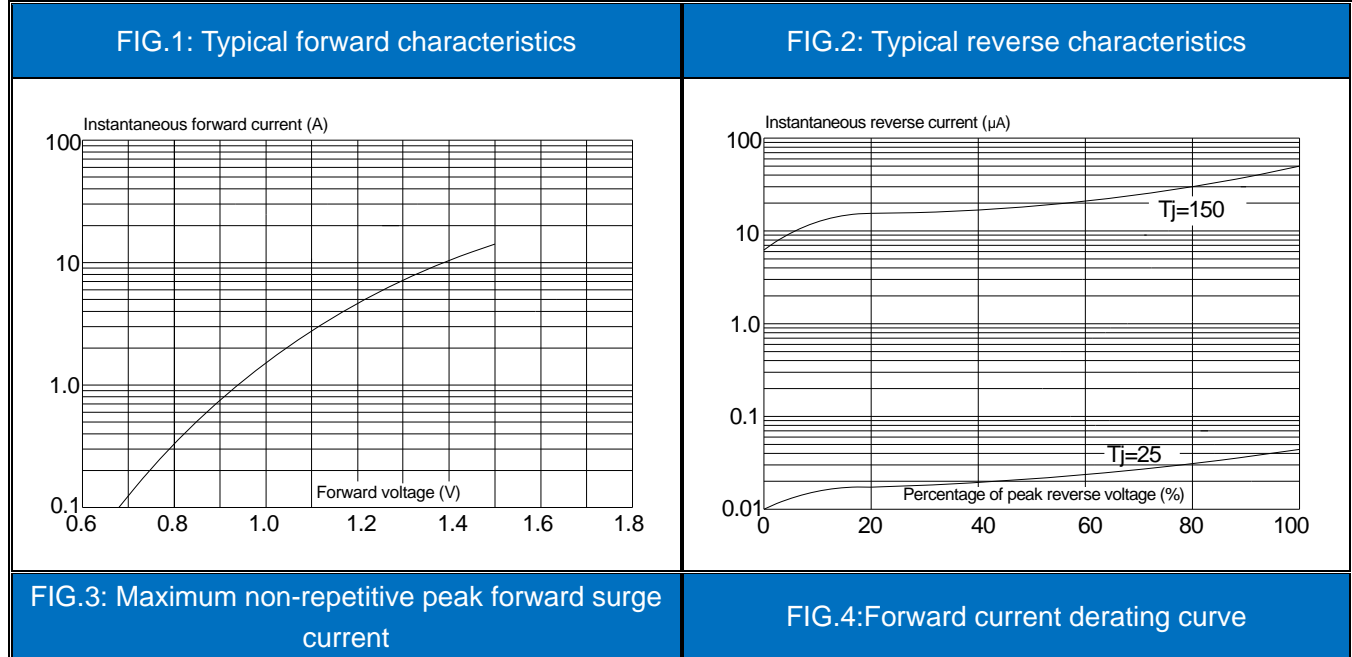 FIG.1: Typical forward characteristics
FIG.2: Typical reverse characteristics
Instantaneous forward current (A)
100
10
1.0
0.1
Forward voltage (V)
0.6 0.8 1.0 1.2 1.4 1.6 1.8
Instantaneous reverse current (μA)
100
Tj=150
10
1.0
0.1
Tj=25
Percentage of peak reverse voltage (%)
0.01
0 20 40 60 80 100
FIG.3: Maximum non-repetitive peak forward surge
current
FIG.4:Forward current derating curve